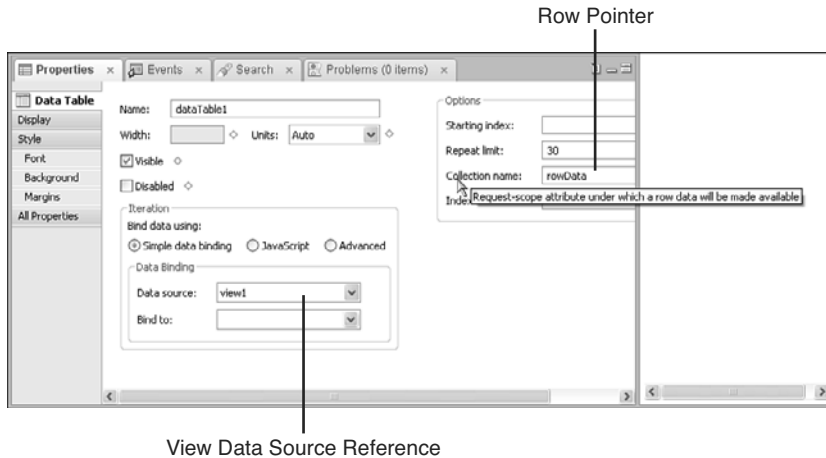 Row Pointer
Properties
Events
Search
Problems (0 items)
Data Table
Display
Style
Font
Background
Margins
All Properties
Name: dataTable1
Width: Units: Auto
Visible
Disabled
Iteration
Bind data using:
Simple data binding JavaScript Advanced
Data Binding
Data source: view1
Bind to:
Options
Starting index:
Repeat limit: 30
Collection name: rowData
Index
Request-scope attribute under which a row data will be made available
View Data Source Reference